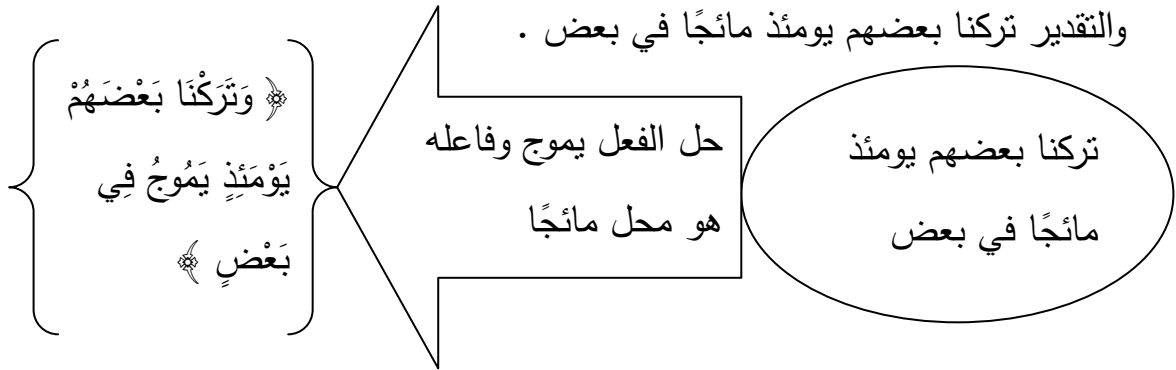 والتقدير تركنا بعضهم يومئذ مائجًا في بعض .
تركنا بعضهم يومئذ
مائجًا في بعض
حل الفعل يموج وفاعله
هو محل مائجًا
﴿ وَتَرَكْنَا بَعْضَهُمْ
يَوْمَئِذٍ يَمُوجُ فِي
بَعْضٍ ﴾